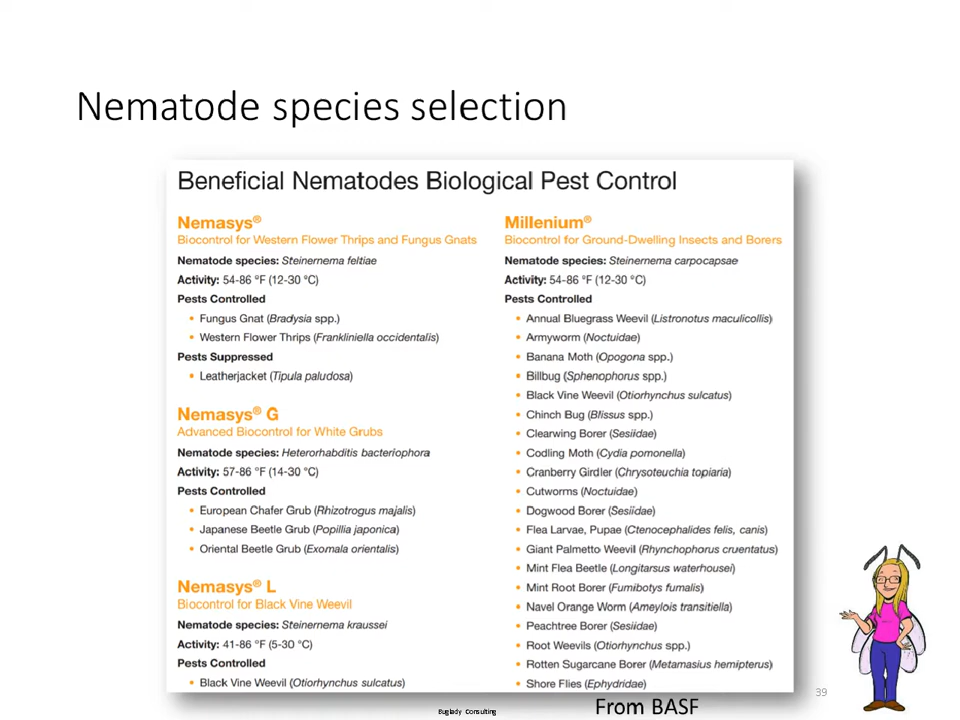 Nematode species selection
Beneficial Nematodes Biological Pest Control
Nemasys®
Biocontrol for Western Flower Thrips and Fungus Gnats
Nematode species: Steinernema feltiae
Activity: 54-86 °F (12-30 °C)
Pests Controlled
• Fungus Gnat (Bradysia spp.)
• Western Flower Thrips (Frankliniella occidentalis)
Pests Suppressed
• Leatherjacket (Tipula paludosa)
Nemasys® G
Advanced Biocontrol for White Grubs
Nematode species: Heterorhabditis bacteriophora
Activity: 57-86 °F (14-30 °C)
Pests Controlled
• European Chafer Grub (Rhizotrogus majalis)
• Japanese Beetle Grub (Popillia japonica)
• Oriental Beetle Grub (Exomala orientalis)
Nemasys® L
Biocontrol for Black Vine Weevil
Nematode species: Steinernema kraussei
Activity: 41-86 °F (5-30 °C)
Pests Controlled
• Black Vine Weevil (Otiorhynchus sulcatus)
Millenium®
Biocontrol for Ground-Dwelling Insects and Borers
Nematode species: Steinernema carpocapsae
Activity: 54-86 °F (12-30 °C)
Pests Controlled
• Annual Bluegrass Weevil (Listronotus maculicollis)
• Armyworm (Noctuidae)
• Banana Moth (Opogona spp.)
• Billbug (Sphenophorus spp.)
• Black Vine Weevil (Otiorhynchus sulcatus)
• Chinch Bug (Blissus spp.)
• Clearwing Borer (Sesiidae)
• Codling Moth (Cydia pomonella)
• Cranberry Girdler (Chrysoteuchia topiaria)
• Cutworms (Noctuidae)
• Dogwood Borer (Sesiidae)
• Flea Larvae, Pupae (Ctenocephalides felis, canis)
• Giant Palmetto Weevil (Rhynchophorus cruentatus)
• Mint Flea Beetle (Longitarsus waterhousei)
• Mint Root Borer (Fumibotys fumalis)
• Navel Orange Worm (Ameylois transitiella)
• Peachtree Borer (Sesiidae)
• Root Weevils (Otiorhynchus spp.)
• Rotten Sugarcane Borer (Metamasius hemipterus)
• Shore Flies (Ephydridae)
39
From BASF
Buglady Consulting